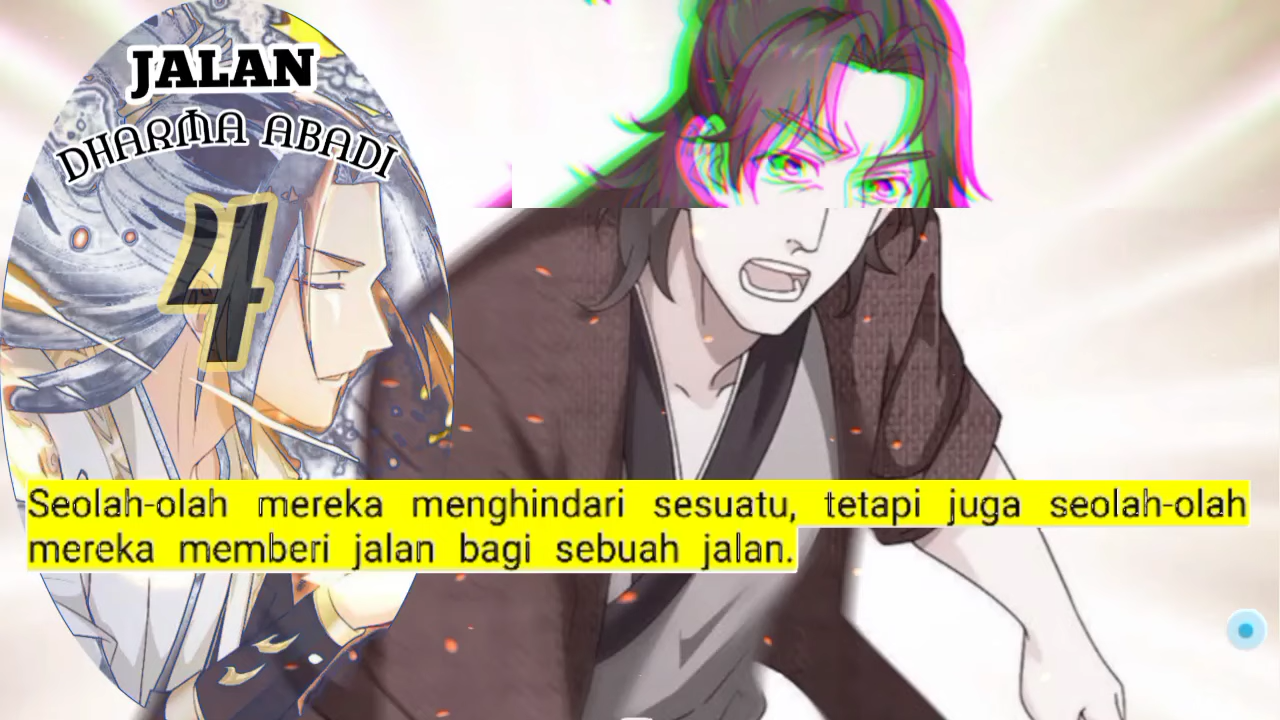 JALAN
DHARMA ABADI
4
Seolah-olah mereka menghindari sesuatu, tetapi juga seolah-olah
mereka memberi jalan bagi sebuah jalan.